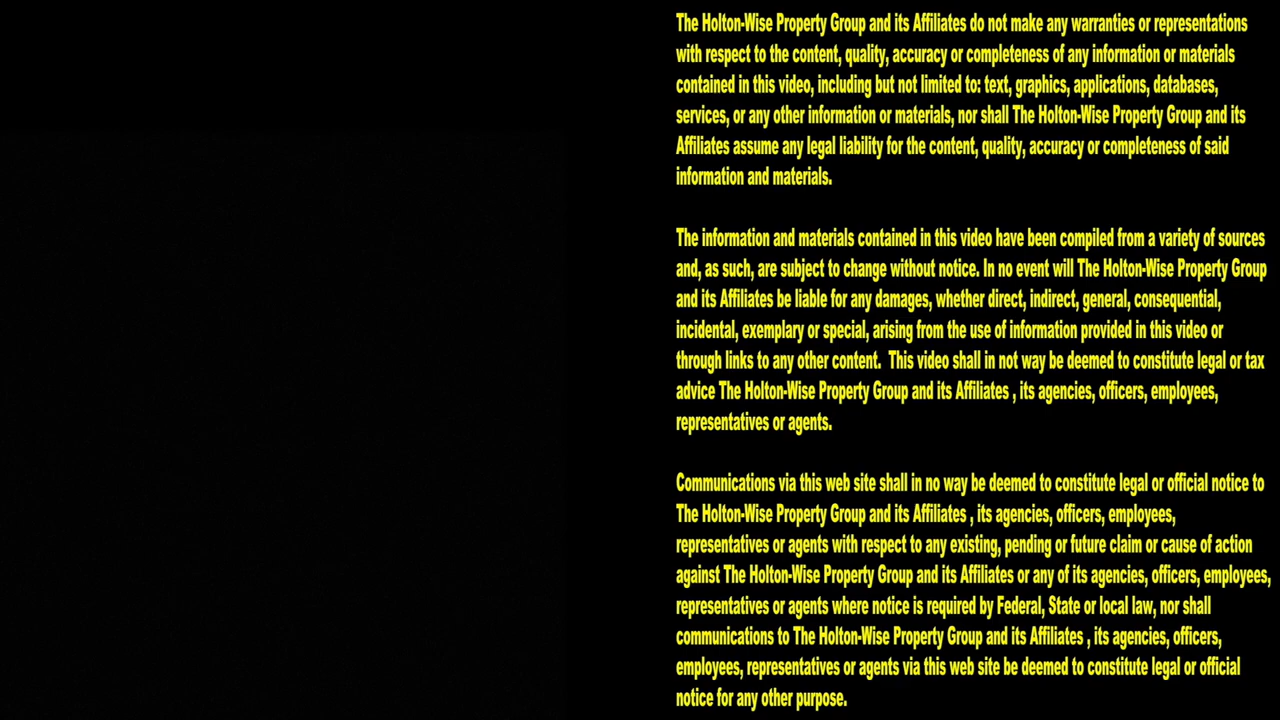 The Holton-Wise Property Group and its Affiliates do not make any warranties or representations
with respect to the content, quality, accuracy or completeness of any information or materials
contained in this video, including but not limited to: text, graphics, applications, databases,
services, or any other information or materials, nor shall The Holton-Wise Property Group and its
Affiliates assume any legal liability for the content, quality, accuracy or completeness of said
information and materials.
The information and materials contained in this video have been compiled from a variety of sources
and, as such, are subject to change without notice. In no event will The Holton-Wise Property Group
and its Affiliates be liable for any damages, whether direct, indirect, general, consequential,
incidental, exemplary or special, arising from the use of information provided in this video or
through links to any other content.  This video shall in not way be deemed to constitute legal or tax
advice The Holton-Wise Property Group and its Affiliates , its agencies, officers, employees,
representatives or agents.
Communications via this web site shall in no way be deemed to constitute legal or official notice to
The Holton-Wise Property Group and its Affiliates , its agencies, officers, employees,
representatives or agents with respect to any existing, pending or future claim or cause of action
against The Holton-Wise Property Group and its Affiliates or any of its agencies, officers, employees,
representatives or agents where notice is required by Federal, State or local law, nor shall
communications to The Holton-Wise Property Group and its Affiliates , its agencies, officers,
employees, representatives or agents via this web site be deemed to constitute legal or official
notice for any other purpose.